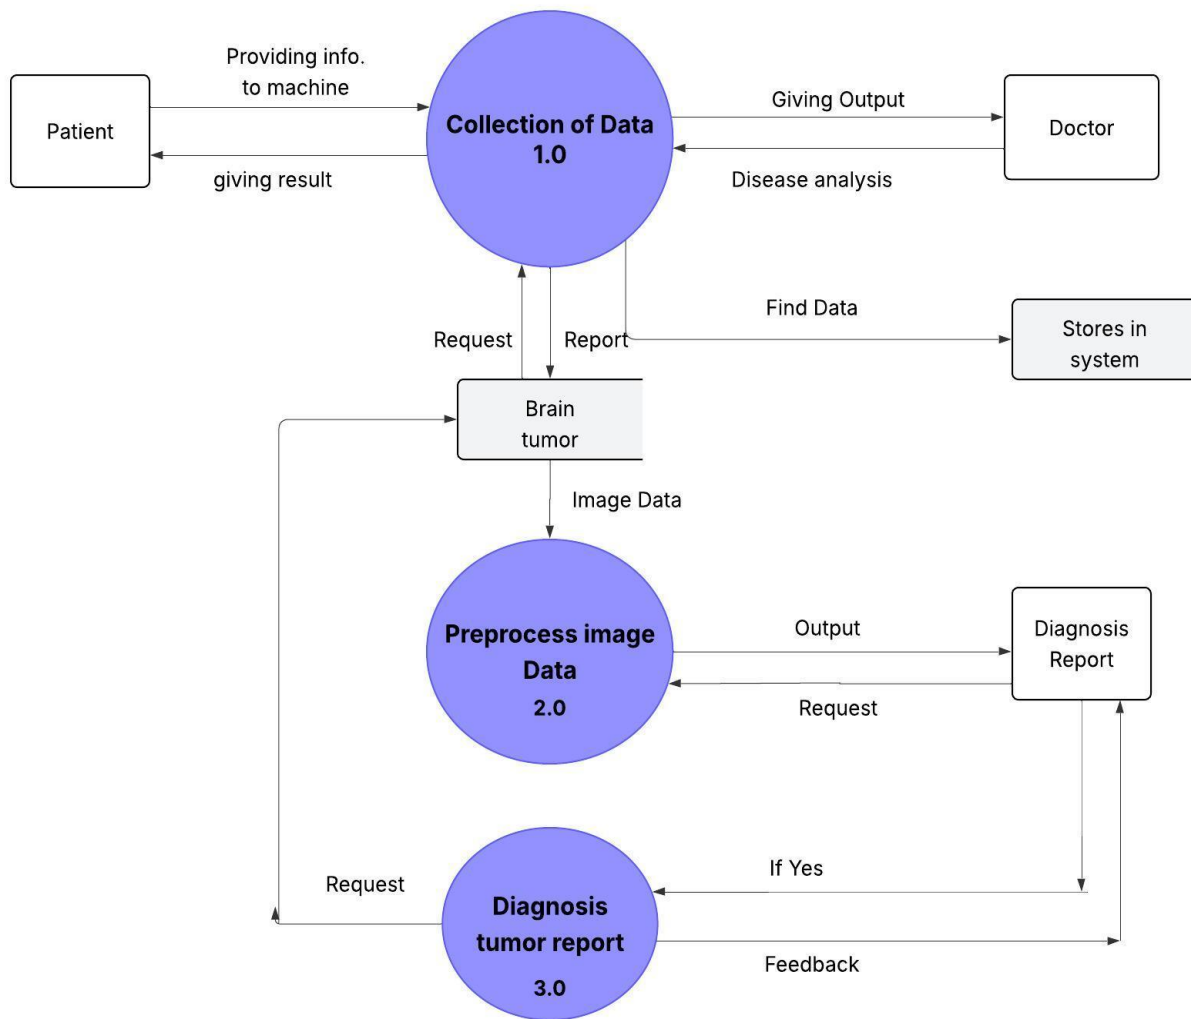 Providing info.
to machine
Patient
giving result
Collection of Data
1.0
Giving Output
Doctor
Disease analysis
Find Data
Stores in
system
Request
Report
Brain
tumor
Image Data
Preprocess image
Data
2.0
Output
Diagnosis
Report
Request
If Yes
Request
Diagnosis
tumor report
3.0
Feedback